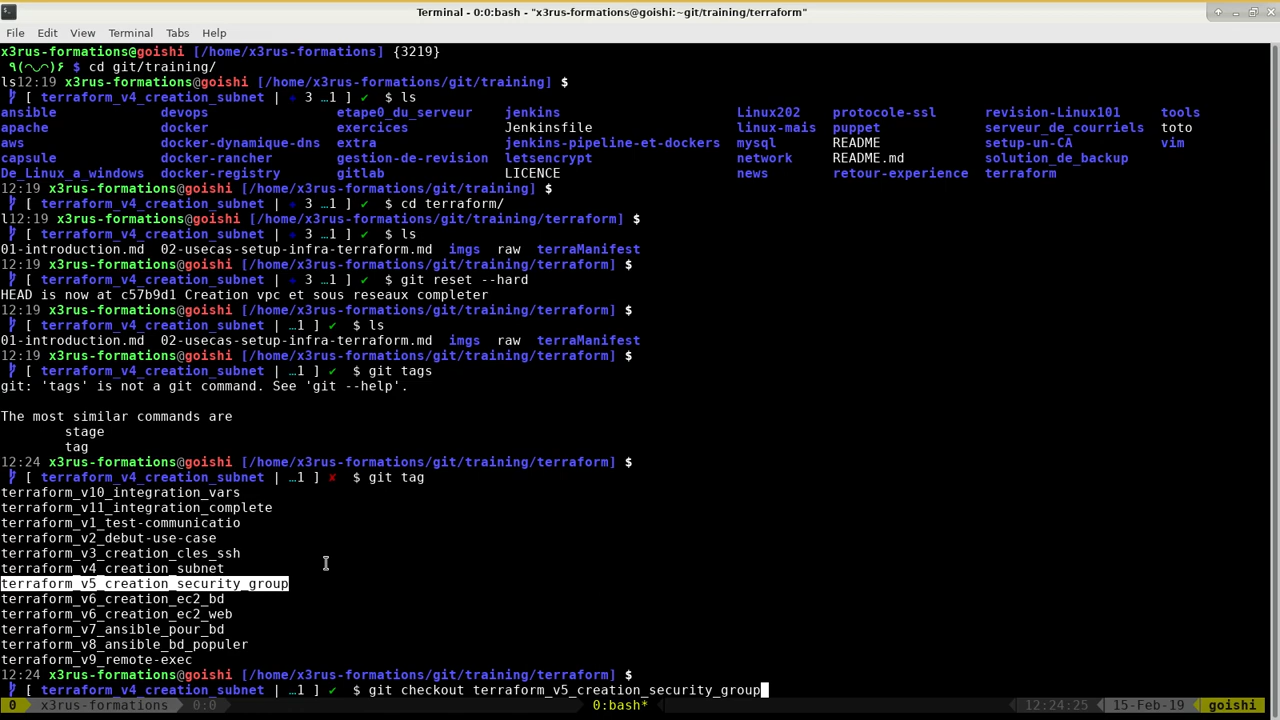 Terminal - 0:0:bash - "x3rus-formations@goishi:~git/training/terraform"
File Edit View Terminal Tabs Help
x3rus-formations@goishi [/home/x3rus-formations] {3219}
$ cd git/training/
ls12:19 x3rus-formations@goishi [/home/x3rus-formations/git/training] $
[ terraform_v4_creation_subnet | 3 …1 ] ✔ $ ls
ansible devops etape0_du_serveur jenkins Linux202 protocole-ssl revision-Linux101 tools
apache docker exercices Jenkinsfile linux-mais puppet serveur_de_courriels toto
aws docker-dynamique-dns extra jenkins-pipeline-et-dockers mysql README setup-un-CA vim
capsule docker-rancher gestion-de-revision letsencrypt network README.md solution_de_backup
De_Linux_a_windows docker-registry gitlab LICENCE news retour-experience terraform
12:19 x3rus-formations@goishi [/home/x3rus-formations/git/training] $
[ terraform_v4_creation_subnet | 3 …1 ] ✔ $ cd terraform/
l12:19 x3rus-formations@goishi [/home/x3rus-formations/git/training/terraform] $
[ terraform_v4_creation_subnet | 3 …1 ] ✔ $ ls
01-introduction.md 02-usecas-setup-infra-terraform.md imgs raw terraManifest
12:19 x3rus-formations@goishi [/home/x3rus-formations/git/training/terraform] $
[ terraform_v4_creation_subnet | 3 …1 ] ✔ $ git reset --hard
HEAD is now at c57b9d1 Creation vpc et sous reseaux completer
12:19 x3rus-formations@goishi [/home/x3rus-formations/git/training/terraform] $
[ terraform_v4_creation_subnet | …1 ] ✔ $ ls
01-introduction.md 02-usecas-setup-infra-terraform.md imgs raw terraManifest
12:19 x3rus-formations@goishi [/home/x3rus-formations/git/training/terraform] $
[ terraform_v4_creation_subnet | …1 ] ✔ $ git tags
git: 'tags' is not a git command. See 'git --help'.
The most similar commands are
stage
tag
12:24 x3rus-formations@goishi [/home/x3rus-formations/git/training/terraform] $
[ terraform_v4_creation_subnet | …1 ] ✘ $ git tag
terraform_v10_integration_vars
terraform_v11_integration_complete
terraform_v1_test-communicatio
terraform_v2_debut-use-case
terraform_v3_creation_cles_ssh
terraform_v4_creation_subnet
terraform_v5_creation_security_group
terraform_v6_creation_ec2_bd
terraform_v6_creation_ec2_web
terraform_v7_ansible_pour_bd
terraform_v8_ansible_bd_populer
terraform_v9_remote-exec
12:24 x3rus-formations@goishi [/home/x3rus-formations/git/training/terraform] $
[ terraform_v4_creation_subnet | …1 ] ✔ $ git checkout terraform_v5_creation_security_group
0 x3rus-formations 0:0 0:bash* 12:24:25 15-Feb-19 goishi